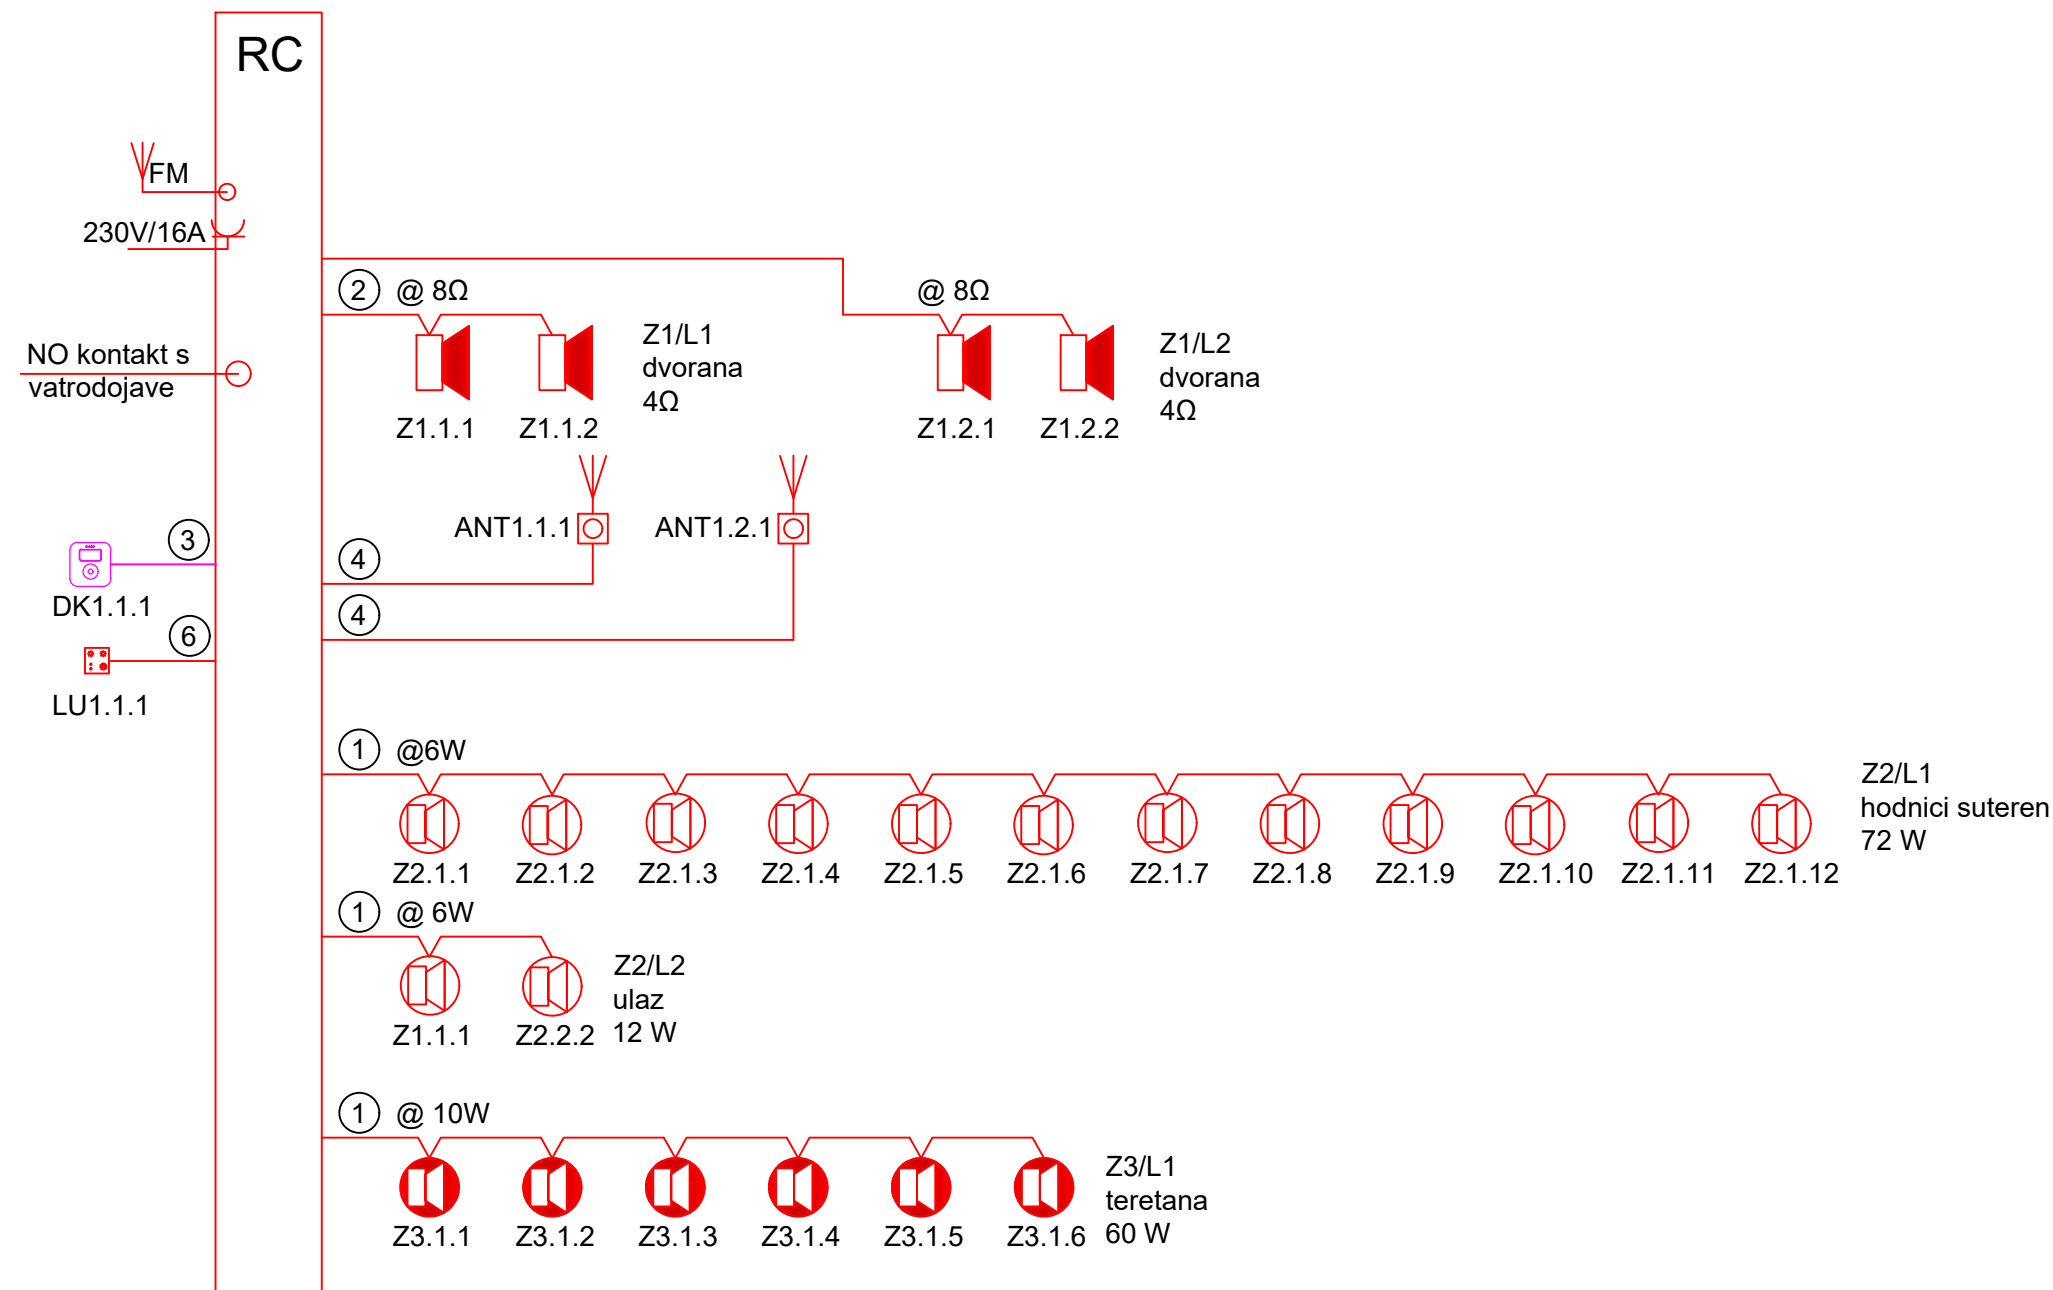 RC
FM
230V/16A
NO kontakt s
vatrodojave
2 @ 8Ω
@ 8Ω
Z1/L1
dvorana
4Ω
Z1/L2
dvorana
4Ω
Z1.1.1 Z1.1.2
Z1.2.1 Z1.2.2
ANT1.1.1 ANT1.2.1
3
4
DK1.1.1
4
6
LU1.1.1
1 @6W
Z2/L1
hodnici suteren
72 W
Z2.1.1 Z2.1.2 Z2.1.3 Z2.1.4 Z2.1.5 Z2.1.6 Z2.1.7 Z2.1.8 Z2.1.9 Z2.1.10 Z2.1.11 Z2.1.12
1 @ 6W
Z2/L2
ulaz
12 W
Z1.1.1 Z2.2.2
1 @ 10W
Z3/L1
teretana
60 W
Z3.1.1 Z3.1.2 Z3.1.3 Z3.1.4 Z3.1.5 Z3.1.6